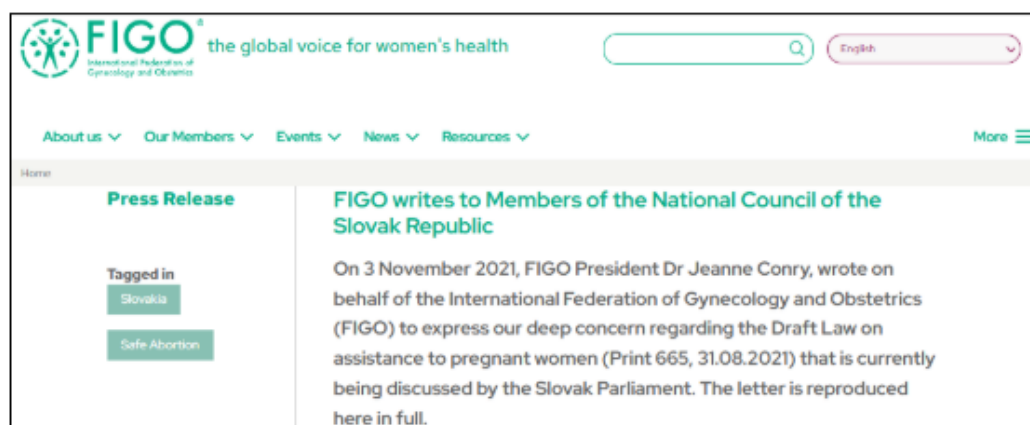 FIGO
International Federation of
Gynecology and Obstetrics
the global voice for women's health
English
About us
Our Members
Events
News
Resources
More
Home
Press Release
Tagged in
Slovakia
Safe Abortion
FIGO writes to Members of the National Council of the
Slovak Republic
On 3 November 2021, FIGO President Dr Jeanne Conry, wrote on
behalf of the International Federation of Gynecology and Obstetrics
(FIGO) to express our deep concern regarding the Draft Law on
assistance to pregnant women (Print 665, 31.08.2021) that is currently
being discussed by the Slovak Parliament. The letter is reproduced
here in full.